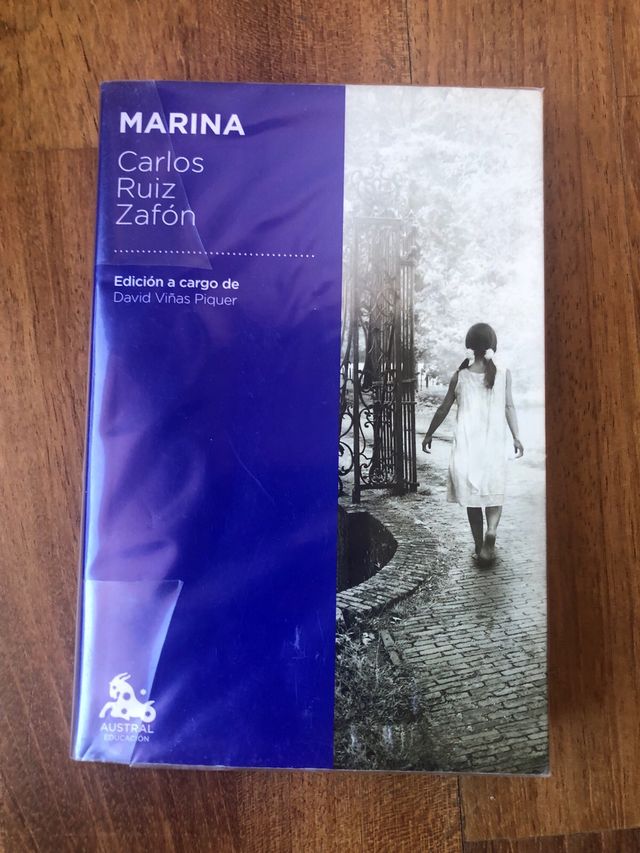 MARINA
Carlos
Ruiz
Zafón
Edición a cargo de
David Viñas Piquer
AUSTRAL
EDUCACIÓN